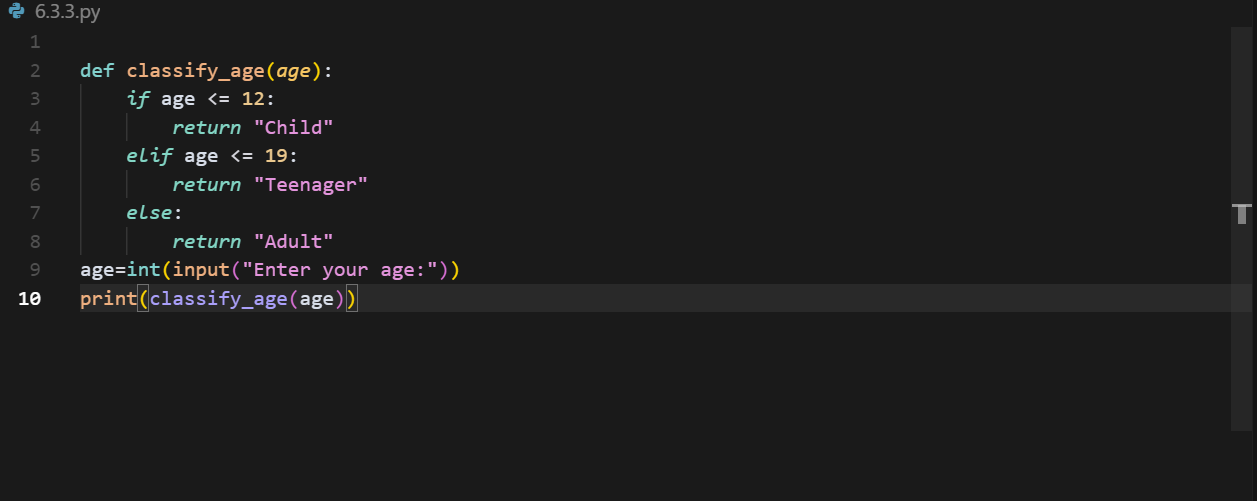 6.3.3.py
1
2 def classify_age(age):
3     if age <= 12:
4         return "Child"
5     elif age <= 19:
6         return "Teenager"
7     else:
8         return "Adult"
9 age=int(input("Enter your age:"))
10 print(classify_age(age))